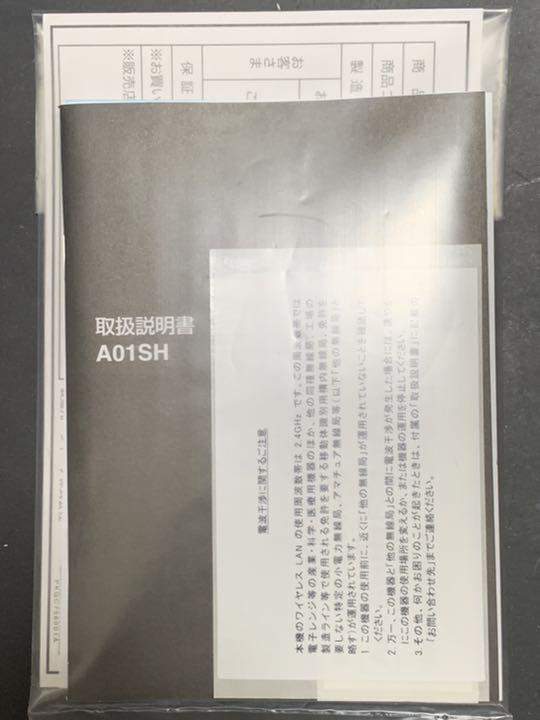 取扱説明書
A01SH
電波干渉に関するご注意
本機のワイヤレス LAN の使用周波数帯は 2.4GHz です。この周波数帯では
電子レンジ等の産業・科学・医療用機器のほか、他の同種無線局、工場の
製造ライン等で使用される免許を要する移動体識別用構内無線局、免許を
要しない特定の小電力無線局、アマチュア無線局等(以下「他の無線局」と
略す)が運用されています。
1 この機器の使用前に、近くに「他の無線局」が運用されていないことを確認して
ください。
2. 万一、この機器と「他の無線局」との間に電波干渉が発生した場合には、速やか
にこの機器の使用場所を変えるか、または機器の運用を停止してください。
3. その他、何かお困りのことが起きたときは、付属の「取扱説明書」に記載の
「お問い合わせ先」までご連絡ください。
商品
製造
お客さま
保証
※お買い
※販売店